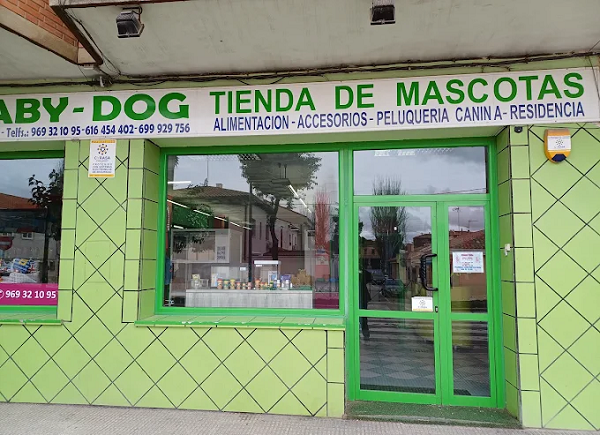 ABY-DOG TIENDA DE MASCOTAS
- Telfs.: 969 32 10 95-616 454 402-699 929 756
ALIMENTACION-ACCESORIOS-PELUQUERIA CANINA-RESIDENCIA
969 32 10 95